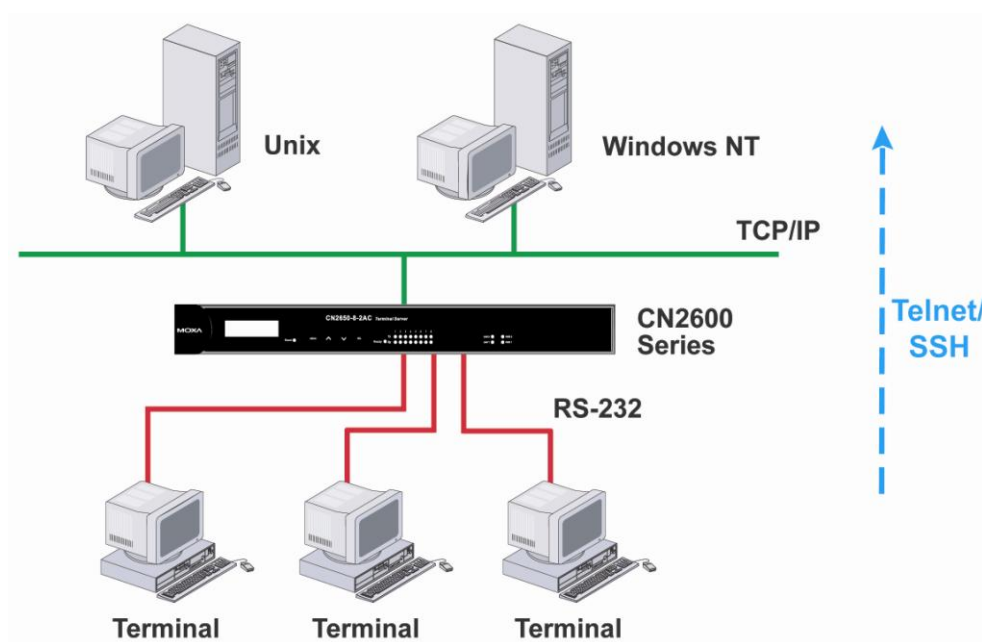 Unix
Windows NT
TCP/IP
MOXA
CN2650-8-2AC Terminal Server
CN2600
Series
Telnet/
SSH
RS-232
Terminal
Terminal
Terminal